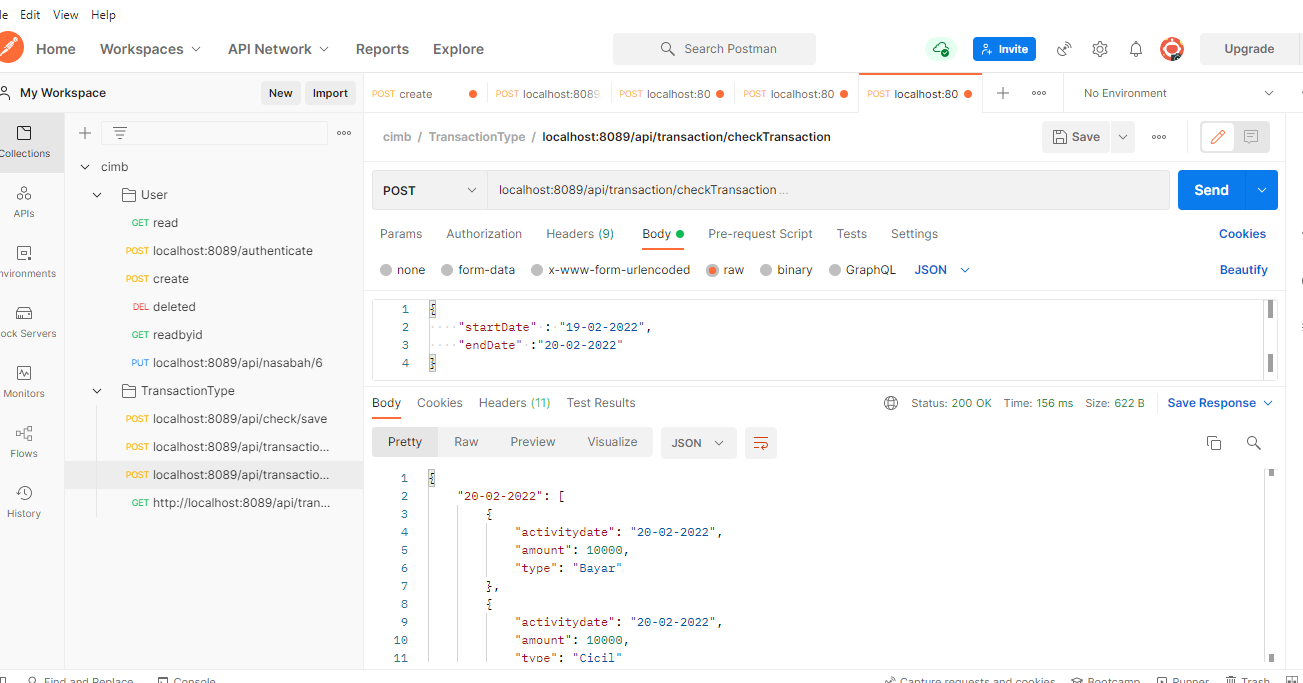 Edit View Help
Home Workspaces API Network Reports Explore Search Postman Invite Upgrade
My Workspace New Import POST create POST localhost:8089 POST localhost:80 POST localhost:80 POST localhost:80 No Environment
cimb / TransactionType / localhost:8089/api/transaction/checkTransaction Save
Collections
APIs
Monitors
Flows
History
cimb
User
GET read
POST localhost:8089/authenticate
POST create
DEL deleted
GET readbyid
PUT localhost:8089/api/nasabah/6
TransactionType
POST localhost:8089/api/check/save
POST localhost:8089/api/transactio...
POST localhost:8089/api/transactio...
GET http://localhost:8089/api/tran...
POST localhost:8089/api/transaction/checkTransaction ... Send
Params Authorization Headers (9) Body Pre-request Script Tests Settings Cookies
none form-data x-www-form-urlencoded raw binary GraphQL JSON Beautify
1 {
2 "startDate" : "19-02-2022",
3 "endDate" :"20-02-2022"
4 }
Body Cookies Headers (11) Test Results Status: 200 OK Time: 156 ms Size: 622 B Save Response
Pretty Raw Preview Visualize JSON
1 {
2 "20-02-2022": [
3 {
4 "activitydate": "20-02-2022",
5 "amount": 10000,
6 "type": "Bayar"
7 },
8 {
9 "activitydate": "20-02-2022",
10 "amount": 10000,
11 "type": "Cicil"
Find and Replace Console Capture requests and cookies Bootcamp Runner Trash